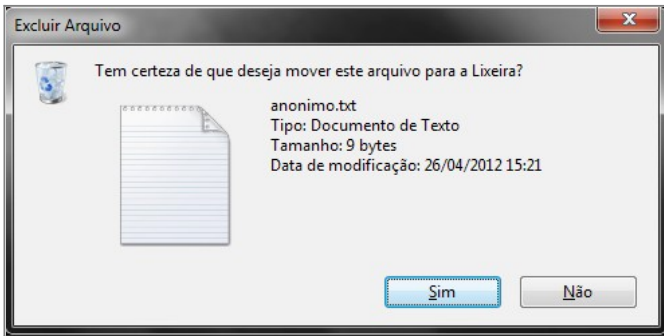 Excluir Arquivo
Tem certeza de que deseja mover este arquivo para a Lixeira?
anonimo.txt
Tipo: Documento de Texto
Tamanho: 9 bytes
Data de modificação: 26/04/2012 15:21
Sim
Não